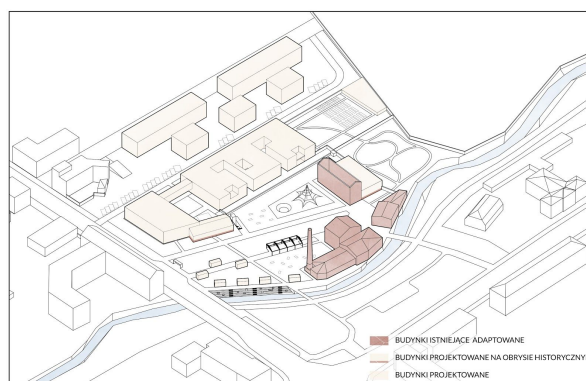 BUDYNKI ISTNIEJĄCE ADAPTOWANE
BUDYNKI PROJEKTOWANE NA OBRYSIE HISTORYCZNY
BUDYNKI PROJEKTOWANE